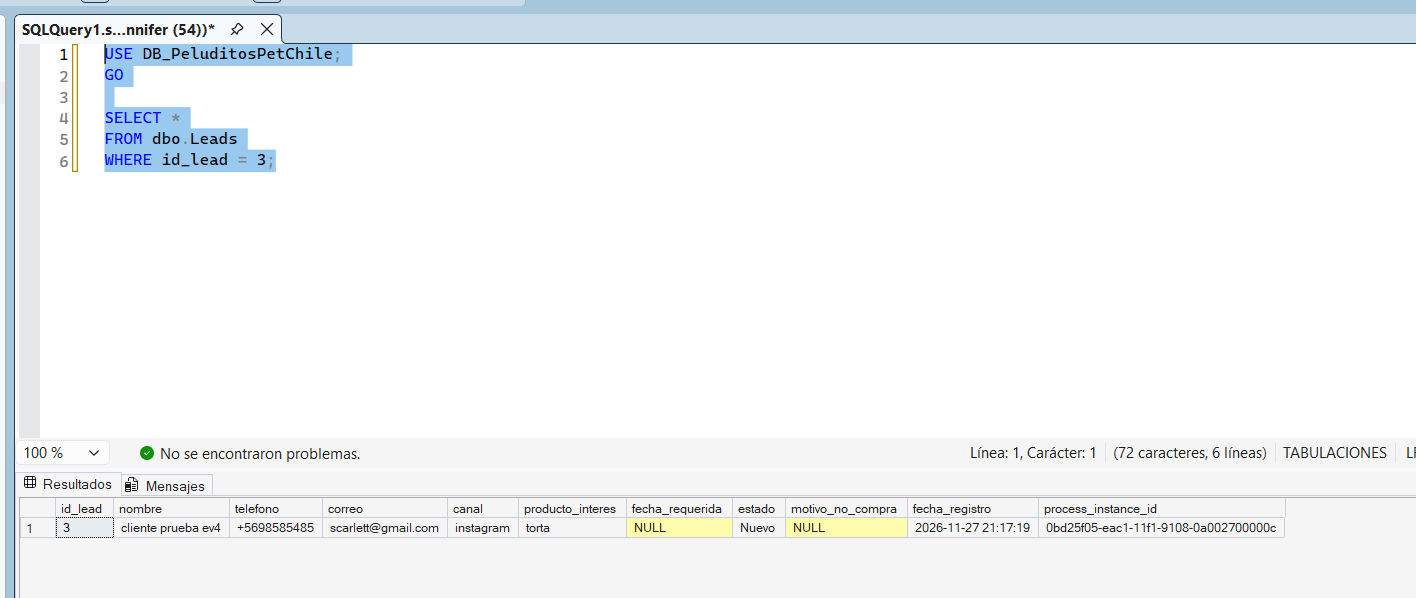 SQLQuery1.s...nnifer (54))*
1 USE DB_PeluditosPetChile;
2 GO
3
4 SELECT *
5 FROM dbo.Leads
6 WHERE id_lead = 3;
100 % No se encontraron problemas. Línea: 1, Carácter: 1 (72 caracteres, 6 líneas) TABULACIONES
Resultados Mensajes
id_lead nombre telefono correo canal producto_interes fecha_requerida estado motivo_no_compra fecha_registro process_instance_id
1 3 cliente prueba ev4 +5698585485 scarlett@gmail.com instagram torta NULL Nuevo NULL 2026-11-27 21:17:19 0bd25f05-eac1-11f1-9108-0a002700000c